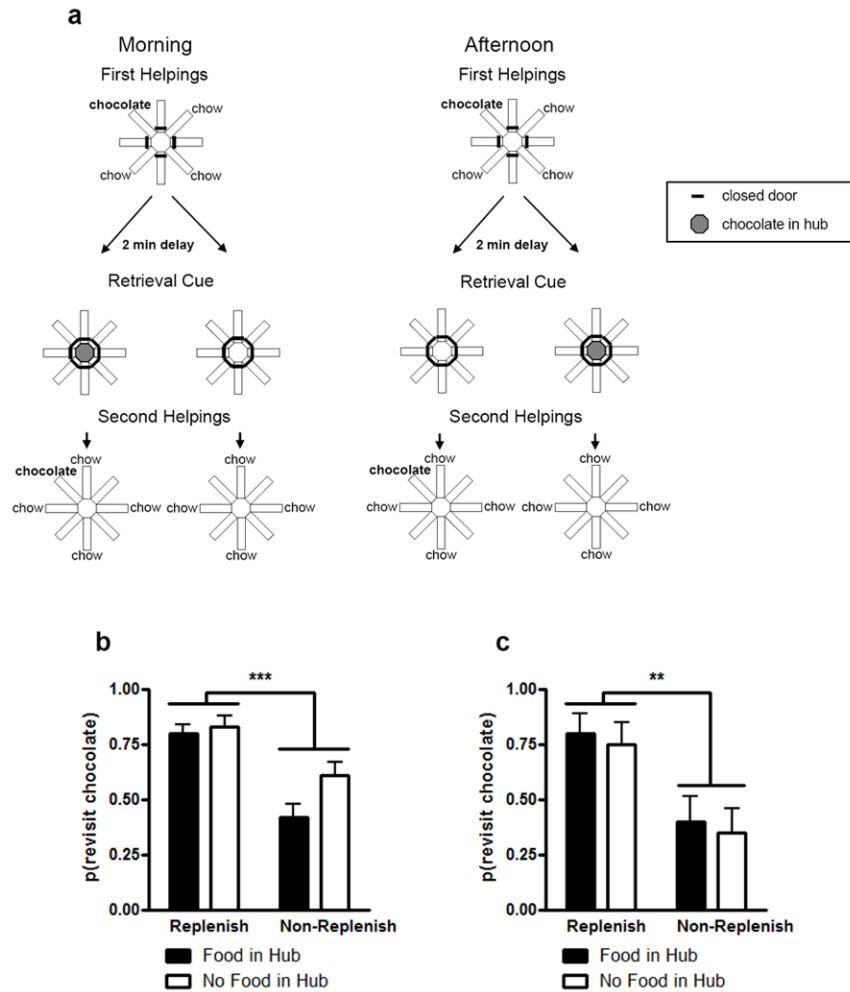 a
Morning
Afternoon
First Helpings
First Helpings
chocolate
chow
chow
chow
chocolate
chow
chow
chow
closed door
chocolate in hub
2 min delay
2 min delay
Retrieval Cue
Retrieval Cue
Second Helpings
Second Helpings
chow
chow
chow
chow
chocolate
chocolate
chow
chow
chow
chow
chow
chow
chow
chow
chow
chow
chow
b
c
***
**
p(revisit chocolate)
1.00
0.75
0.50
0.25
0.00
Replenish
Non-Replenish
Food in Hub
No Food in Hub
p(revisit chocolate)
1.00
0.75
0.50
0.25
0.00
Replenish
Non-Replenish
Food in Hub
No Food in Hub